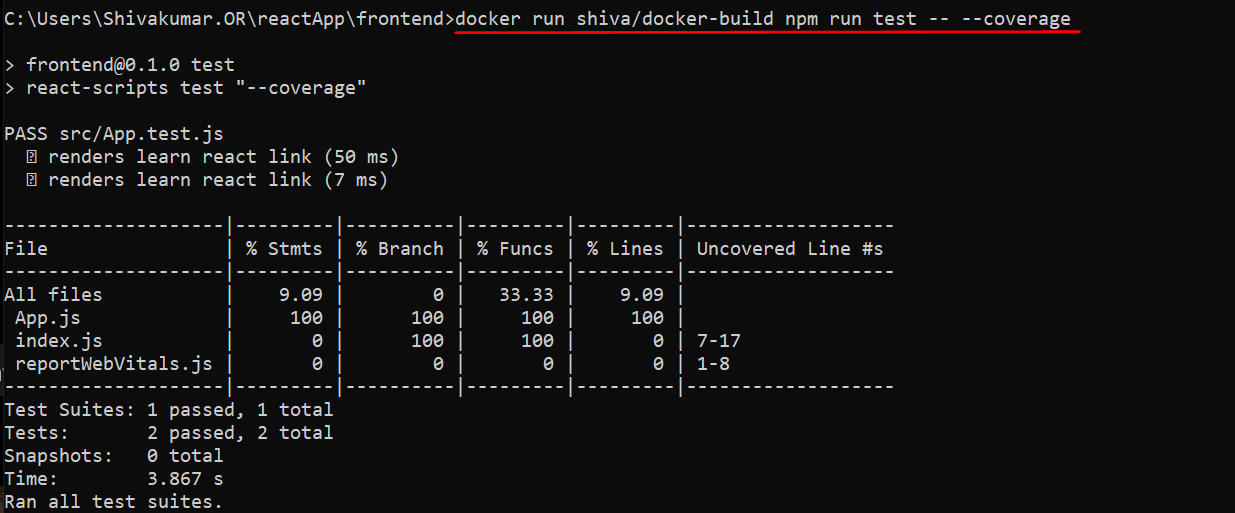 C:\Users\Shivakumar.OR\reactApp\frontend>docker run shiva/docker-build npm run test -- --coverage
> frontend@0.1.0 test
> react-scripts test "--coverage"
PASS src/App.test.js
  ⍰ renders learn react link (50 ms)
  ⍰ renders learn react link (7 ms)
--------------------|---------|----------|---------|---------|-------------------
File                | % Stmts | % Branch | % Funcs | % Lines | Uncovered Line #s
--------------------|---------|----------|---------|---------|-------------------
All files           |    9.09 |        0 |   33.33 |    9.09 |
 App.js             |     100 |      100 |     100 |     100 |
 index.js           |       0 |      100 |     100 |       0 | 7-17
 reportWebVitals.js |       0 |        0 |       0 |       0 | 1-8
--------------------|---------|----------|---------|---------|-------------------
Test Suites: 1 passed, 1 total
Tests:       2 passed, 2 total
Snapshots:   0 total
Time:        3.867 s
Ran all test suites.